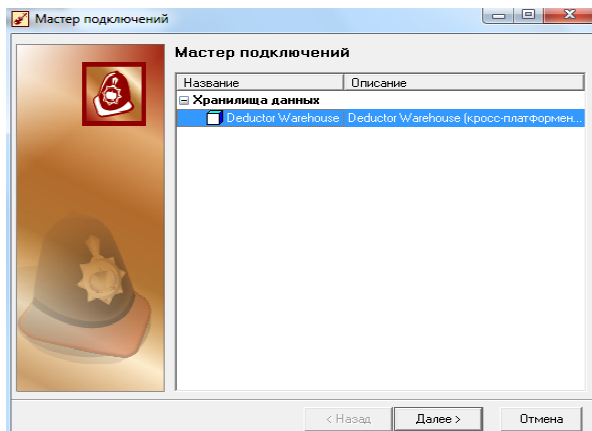 Мастер подключений
Мастер подключений
Название Описание
Хранилища данных
Deductor Warehouse Deductor Warehouse (кросс-платформен...
< Назад Далее > Отмена